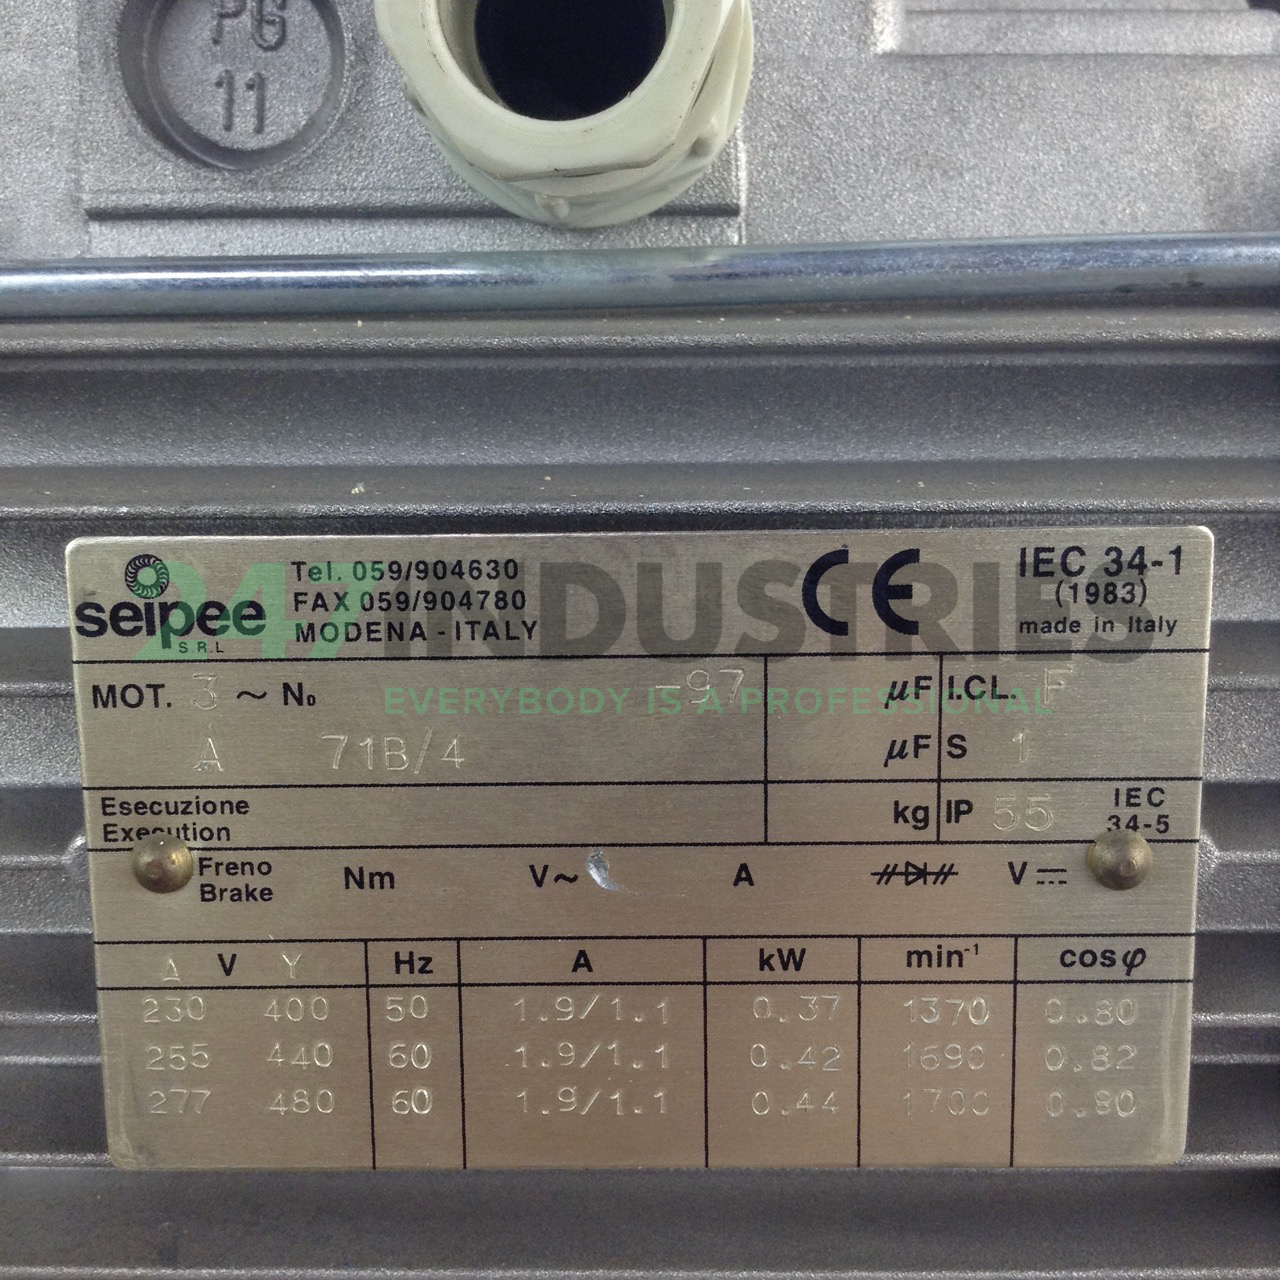 PG
11
seipee
S.R.L
Tel. 059/904630
FAX 059/904780
MODENA - ITALY
CE
IEC 34-1
(1983)
made in Italy
247 INDUSTRIES
EVERYBODY IS A PROFESSIONAL
MOT. 3 ~ No -97 µF I.CL. F
A 71B/4 µF S 1
Esecuzione
Execution
kg IP 55 IEC
34-5
Freno
Brake
Nm V~ A V
Δ V Y Hz A kW min-1 cosφ
230 400 50 1.9/1.1 0.37 1370 0.80
255 440 60 1.9/1.1 0.42 1690 0.82
277 480 60 1.9/1.1 0.44 1700 0.80